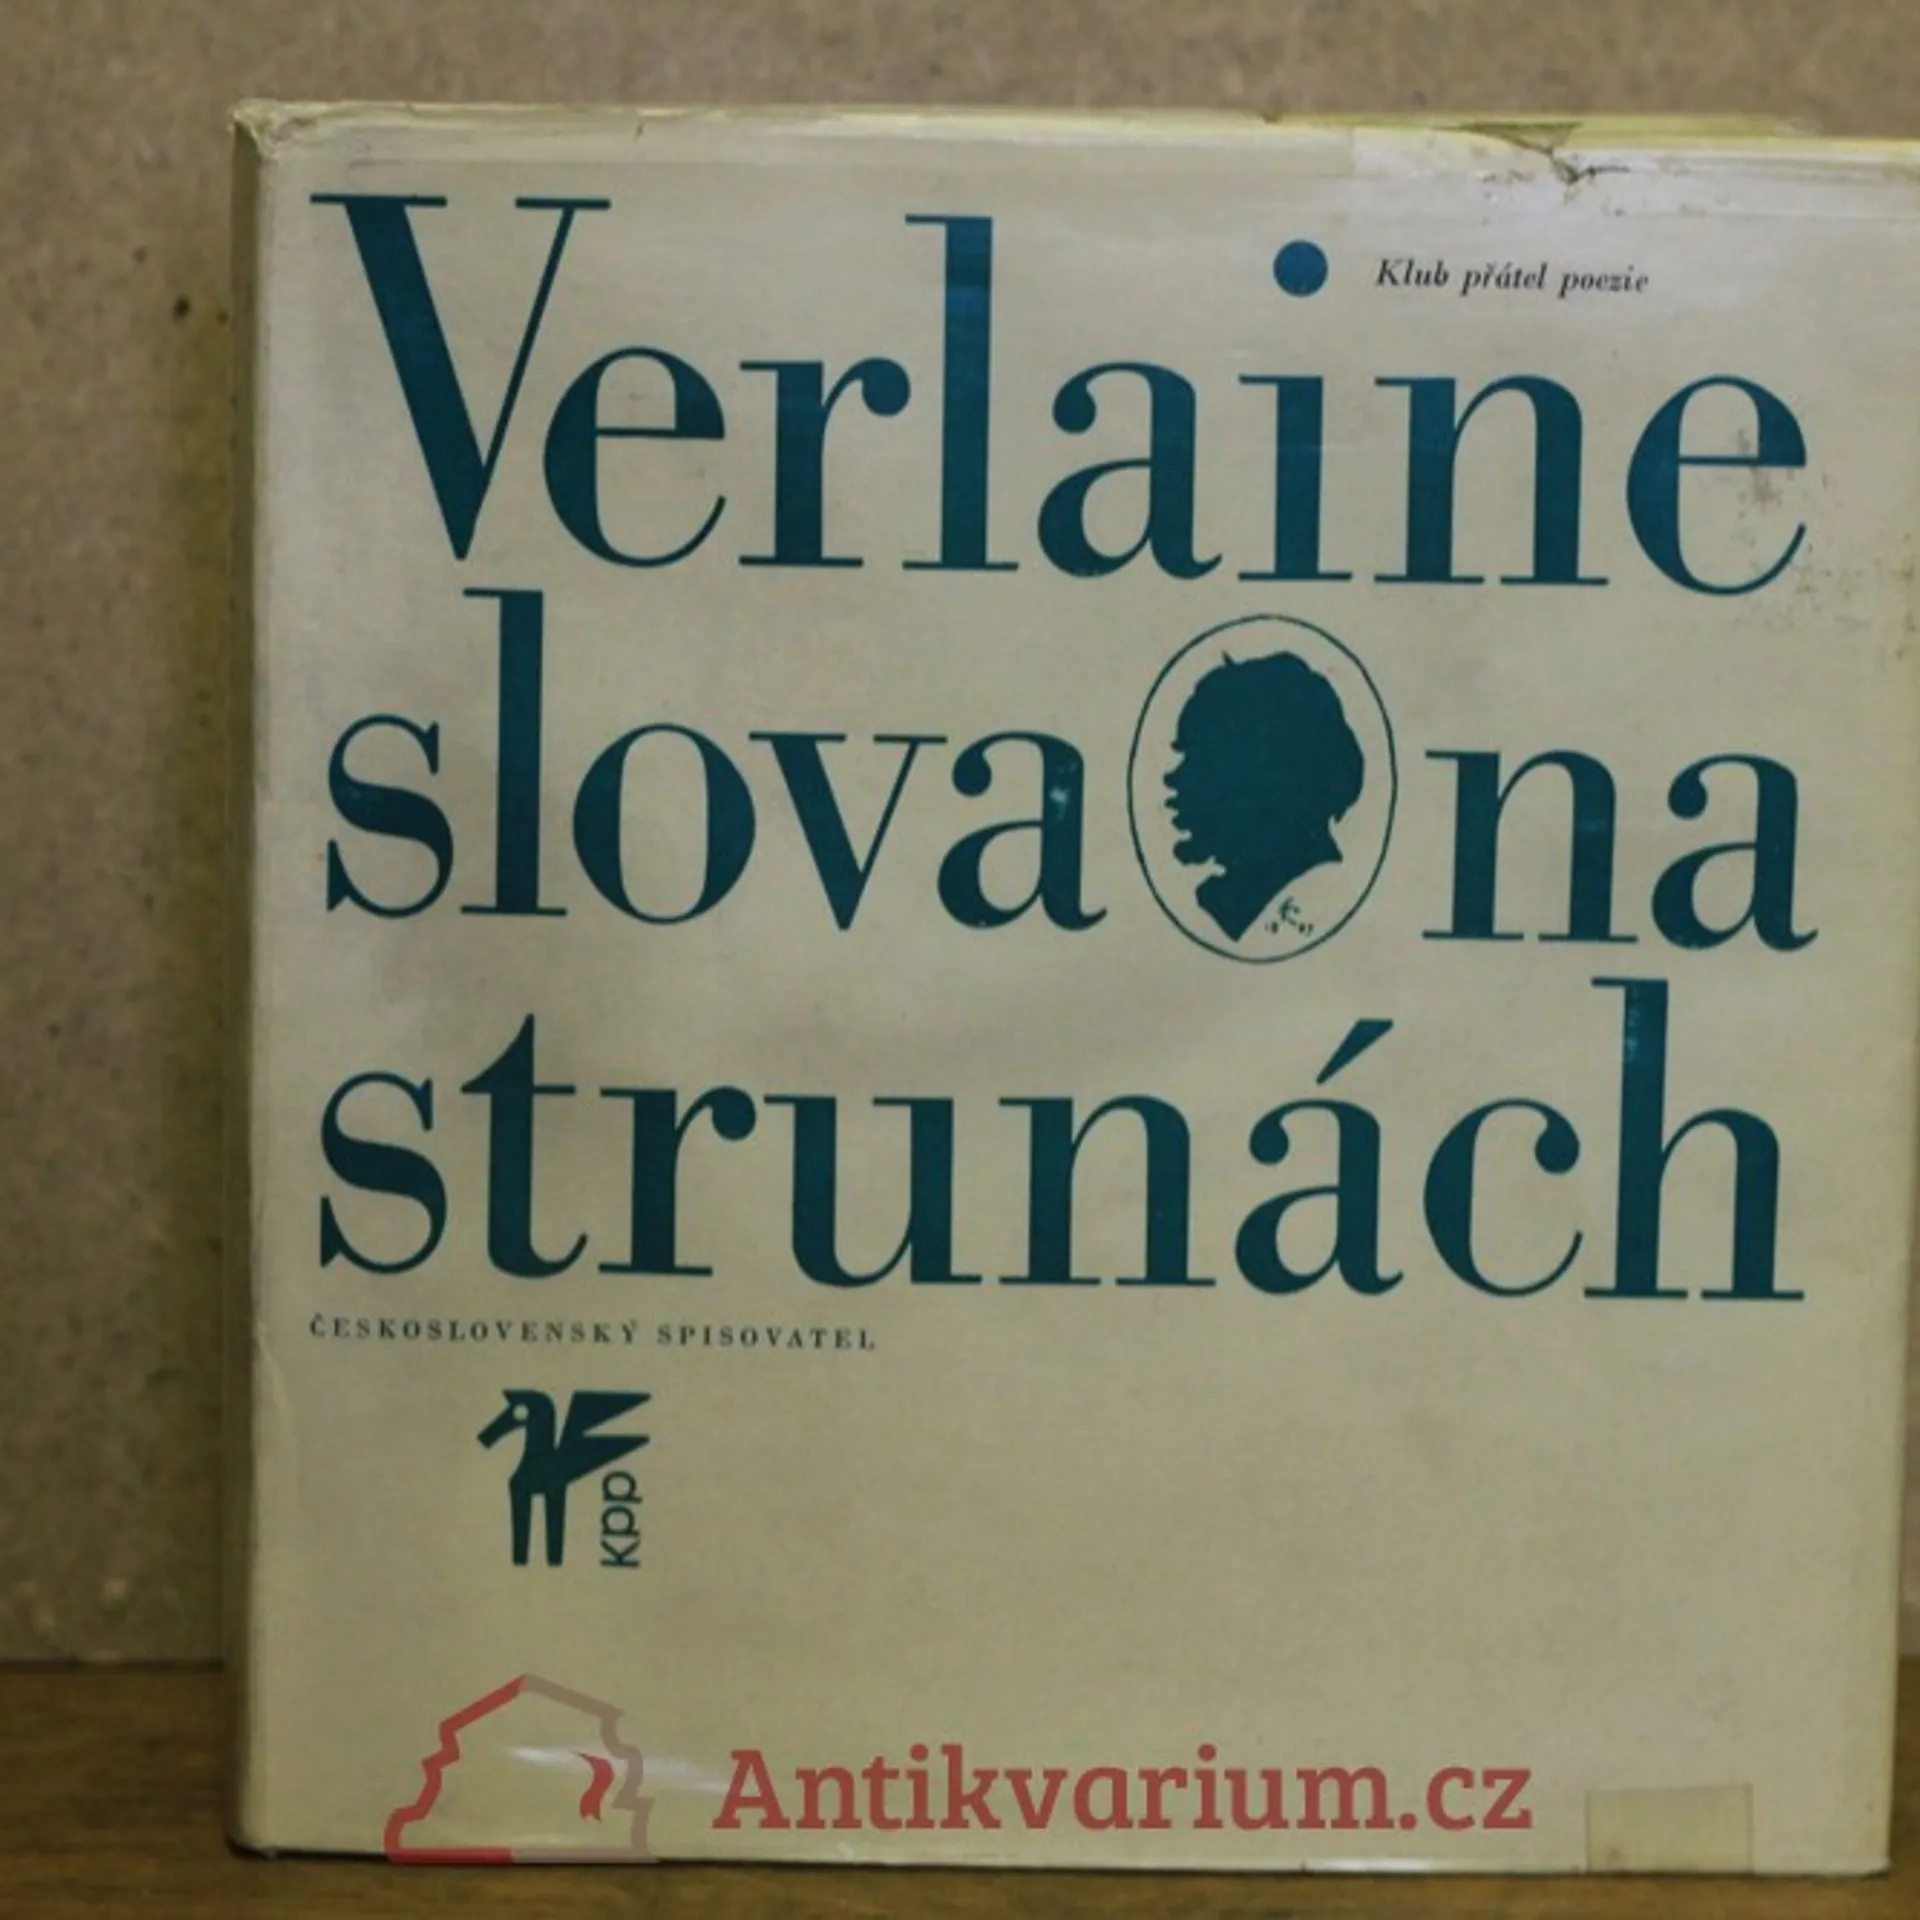 Klub přátel poezie
Verlaine
slova na
strunách
ČESKOSLOVENSKÝ SPISOVATEL
kpp
Antikvarium.cz